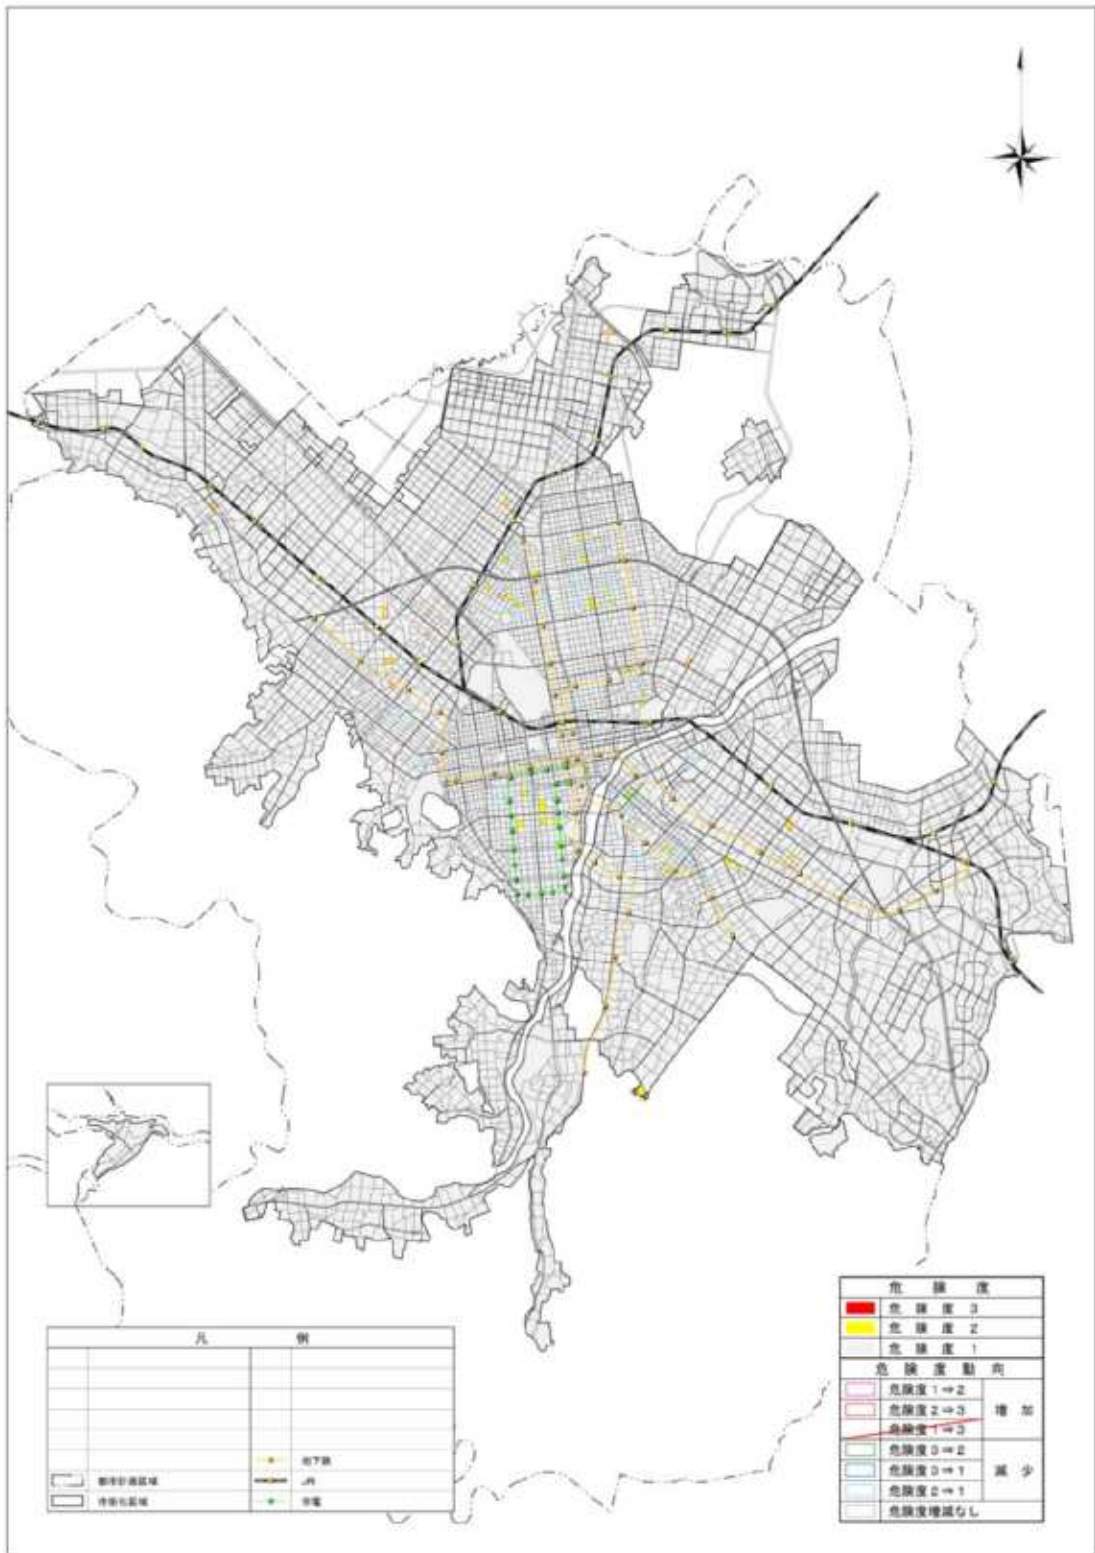 凡 例
地下鉄
都市計画区域
JR
市街化区域
市電
危 険 度
危 険 度 3
危 険 度 2
危 険 度 1
危 険 度 動 向
危険度1⇒2
増 加
危険度2⇒3
危険度1⇒3
危険度3⇒2
減 少
危険度3⇒1
危険度2⇒1
危険度増減なし